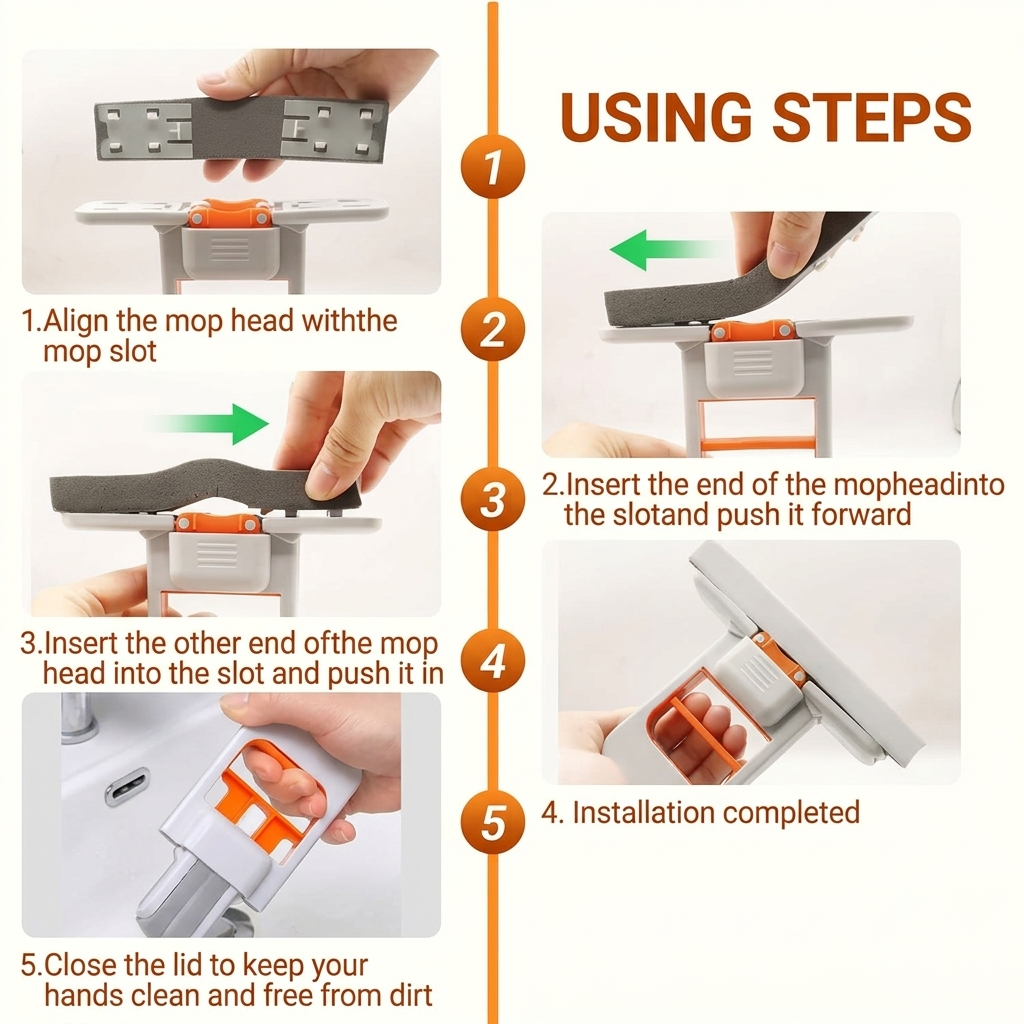 USING STEPS
1
1.Align the mop head withthe
mop slot
2
2.Insert the end of the mopheadinto
the slotand push it forward
3
3.Insert the other end ofthe mop
head into the slot and push it in
4
4. Installation completed
5
5.Close the lid to keep your
hands clean and free from dirt